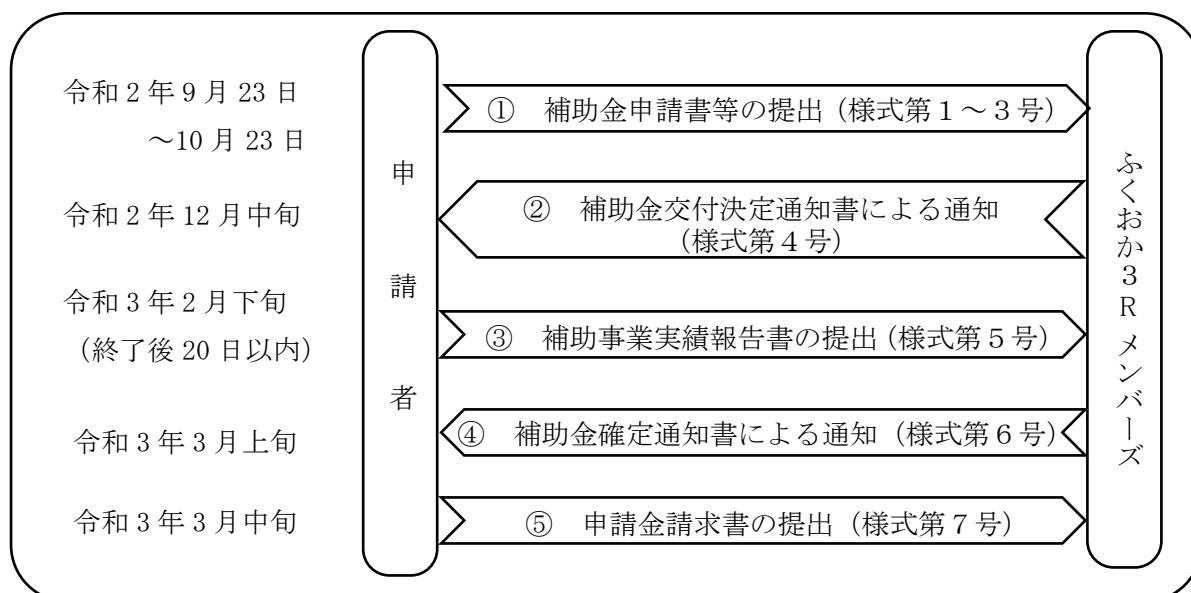 令和2年9月23日
～10月23日
令和2年12月中旬
令和3年2月下旬
（終了後20日以内）
令和3年3月上旬
令和3年3月中旬
申請者
①　補助金申請書等の提出（様式第１～３号）
②　補助金交付決定通知書による通知
（様式第４号）
③　補助事業実績報告書の提出（様式第５号）
④　補助金確定通知書による通知（様式第６号）
⑤　申請金請求書の提出（様式第７号）
ふくおか３Ｒメンバーズ